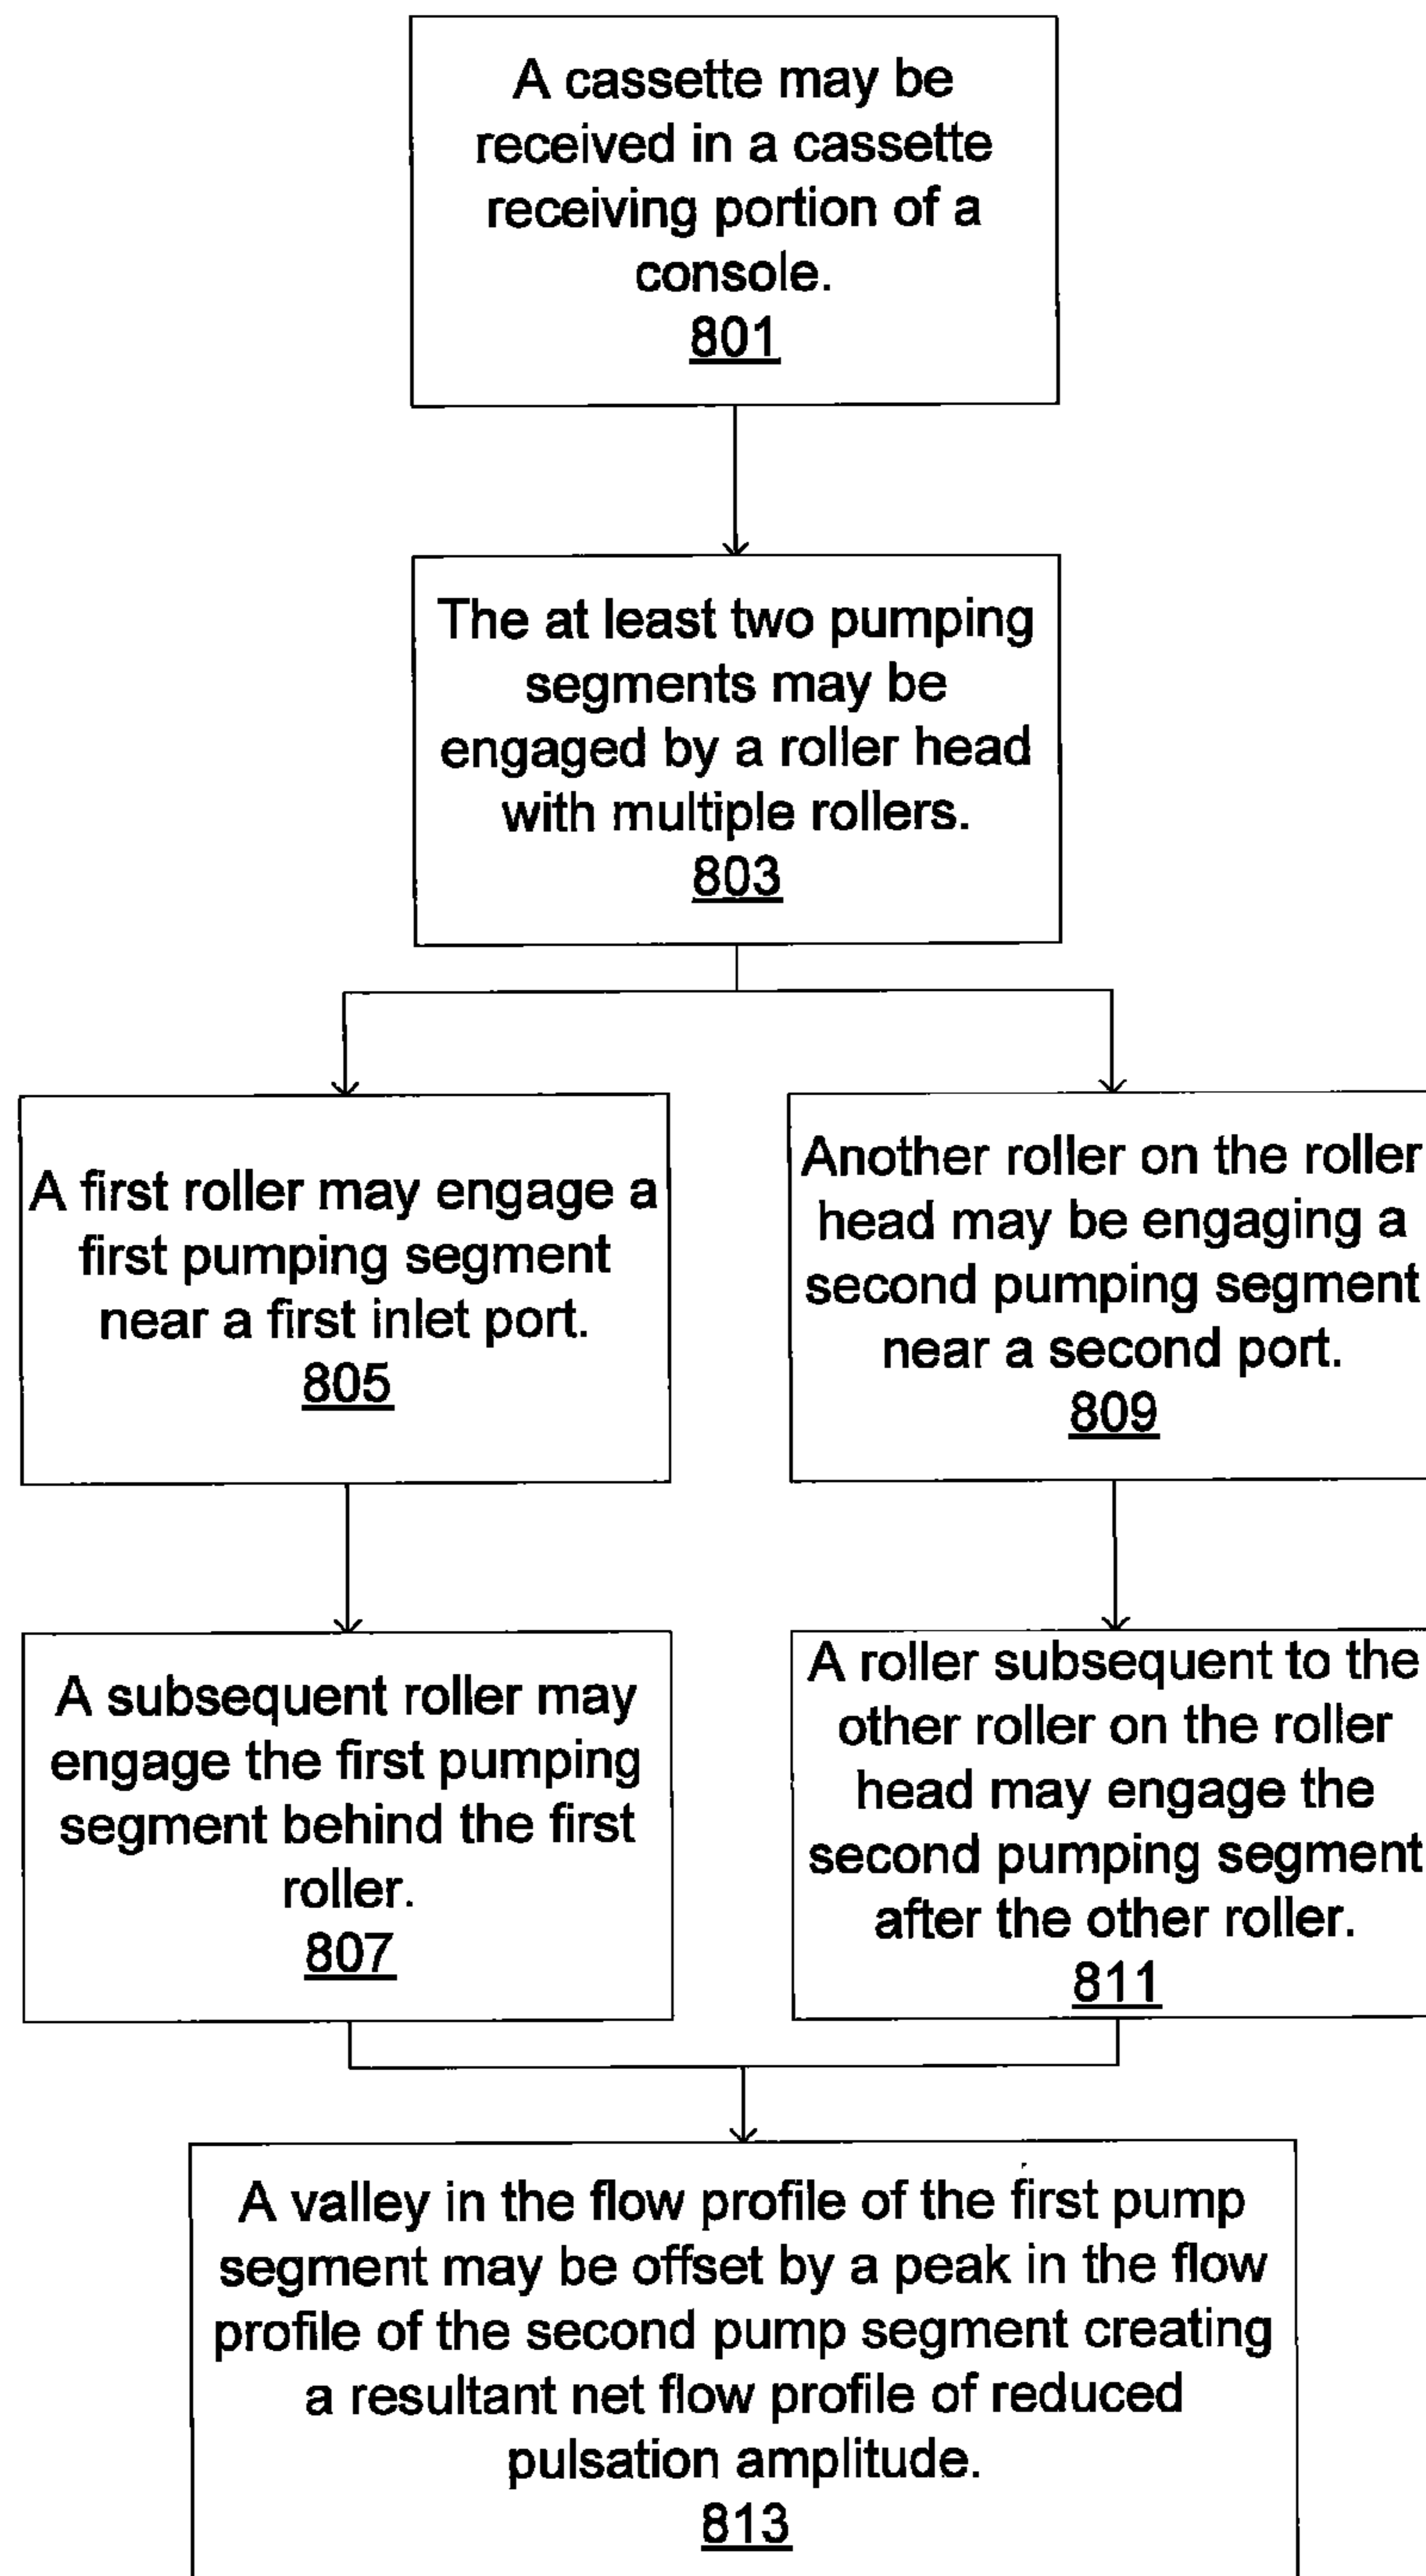 A cassette may be
received in a cassette
receiving portion of a
console.
801
The at least two pumping
segments may be
engaged by a roller head
with multiple rollers.
803
A first roller may engage a
first pumping segment
near a first inlet port.
805
Another roller on the roller
head may be engaging a
second pumping segment
near a second port.
809
A subsequent roller may
engage the first pumping
segment behind the first
roller.
807
A roller subsequent to the
other roller on the roller
head may engage the
second pumping segment
after the other roller.
811
A valley in the flow profile of the first pump
segment may be offset by a peak in the flow
profile of the second pump segment creating
a resultant net flow profile of reduced
pulsation amplitude.
813